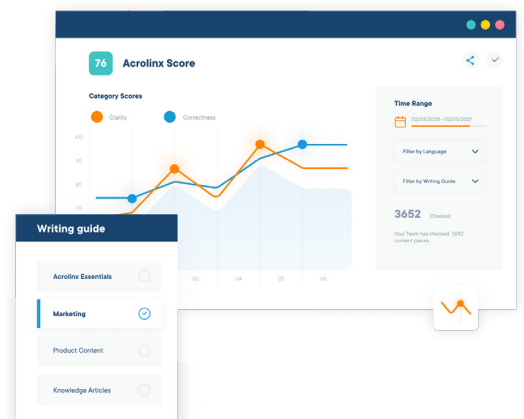 76 Acrolinx Score
Category Scores
Clarity
Correctness
100
90
80
70
03
04
05
06
Time Range
02/03/2020-02/03/2021
Filter by Language
Filter by Writing Guide
3652 Checked
Your Team has checked 3652
content pieces
Writing guide
Acrolinx Essentials
Marketing
Product Content
Knowledge Articles